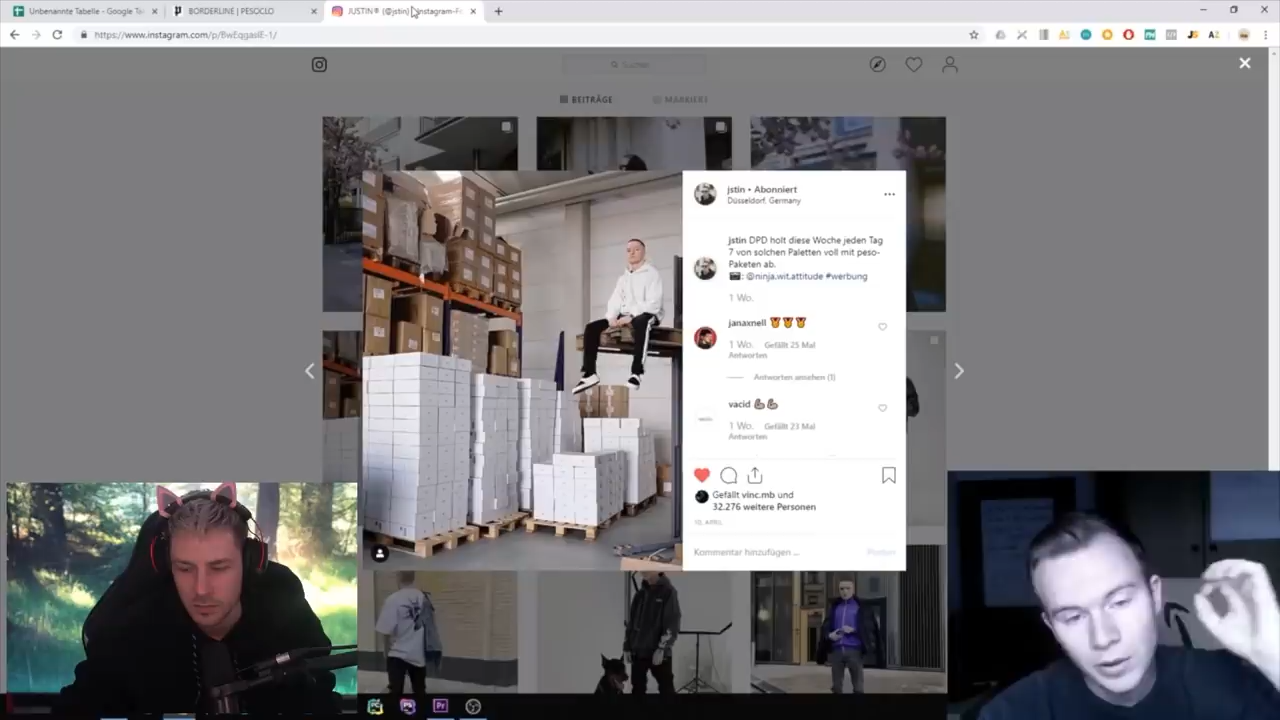 Unbenannte Tabelle - Google Ta
BORDERLINE | PESOCLO
JUSTIN® (@jstin)
https://www.instagram.com/p/BwEqgasIE-1/
Suchen
BEITRÄGE
MARKIERT
jstin • Abonniert
Düsseldorf, Germany
jstin DPD holt diese Woche jeden Tag
7 von solchen Paletten voll mit peso-
Paketen ab.
📷: @ninja.wit.attitude #werbung
1 Wo.
janaxnell 🏅🏅🏅
1 Wo. Gefällt 25 Mal
Antworten
Antworten ansehen (1)
vacid 💪🏾💪🏾
1 Wo. Gefällt 23 Mal
Antworten
Gefällt vinc.mb und
32.276 weitere Personen
10. APRIL
Kommentar hinzufügen ...
Posten